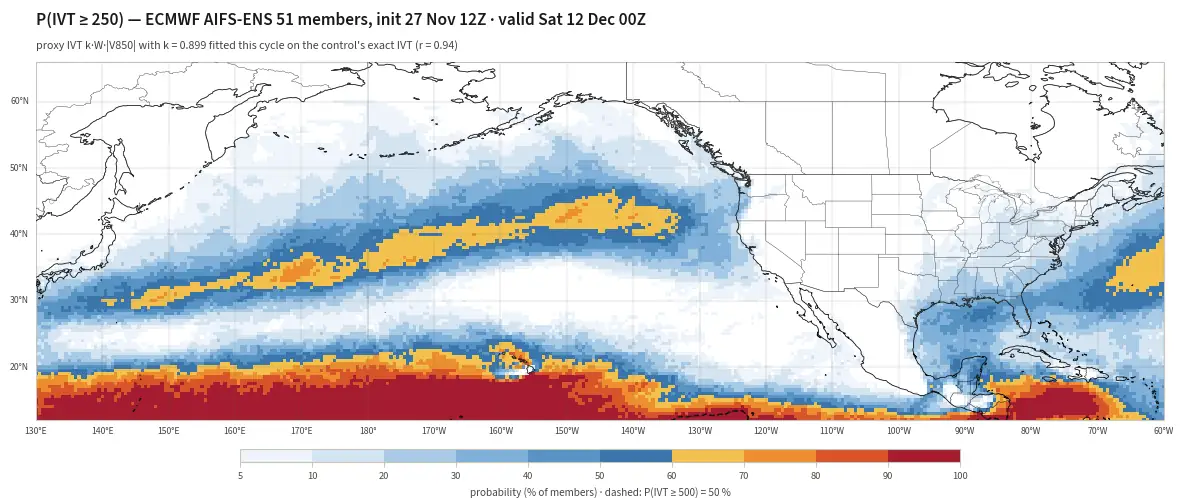 P(IVT ≥ 250) — ECMWF AIFS-ENS 51 members, init 27 Nov 12Z · valid Sat 12 Dec 00Z
proxy IVT k·W·|V850| with k = 0.899 fitted this cycle on the control's exact IVT (r = 0.94)
60°N
50°N
40°N
30°N
20°N
130°E 140°E 150°E 160°E 170°E 180° 170°W 160°W 150°W 140°W 130°W 120°W 110°W 100°W 90°W 80°W 70°W 60°W
5 10 20 30 40 50 60 70 80 90 100
probability (% of members) · dashed: P(IVT ≥ 500) = 50 %